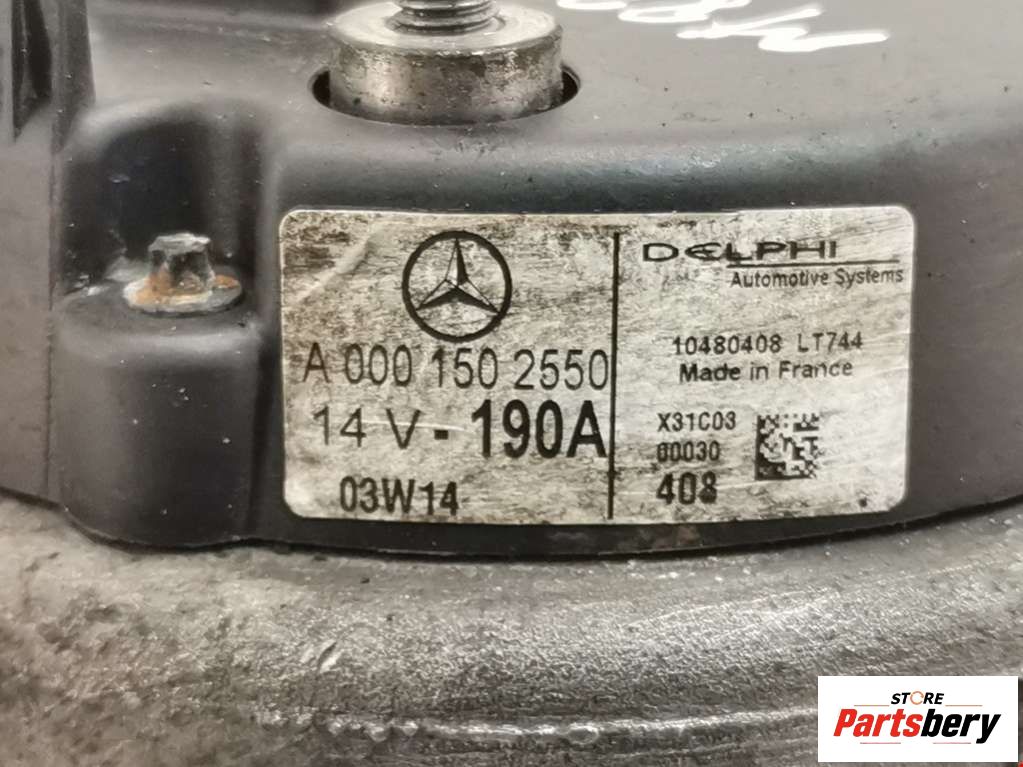 A 000 150 2550
14 V - 190A
03W14
DELPHI
Automotive Systems
10480408 LT744
Made in France
X31C03
00030
408
STORE
Partsbery